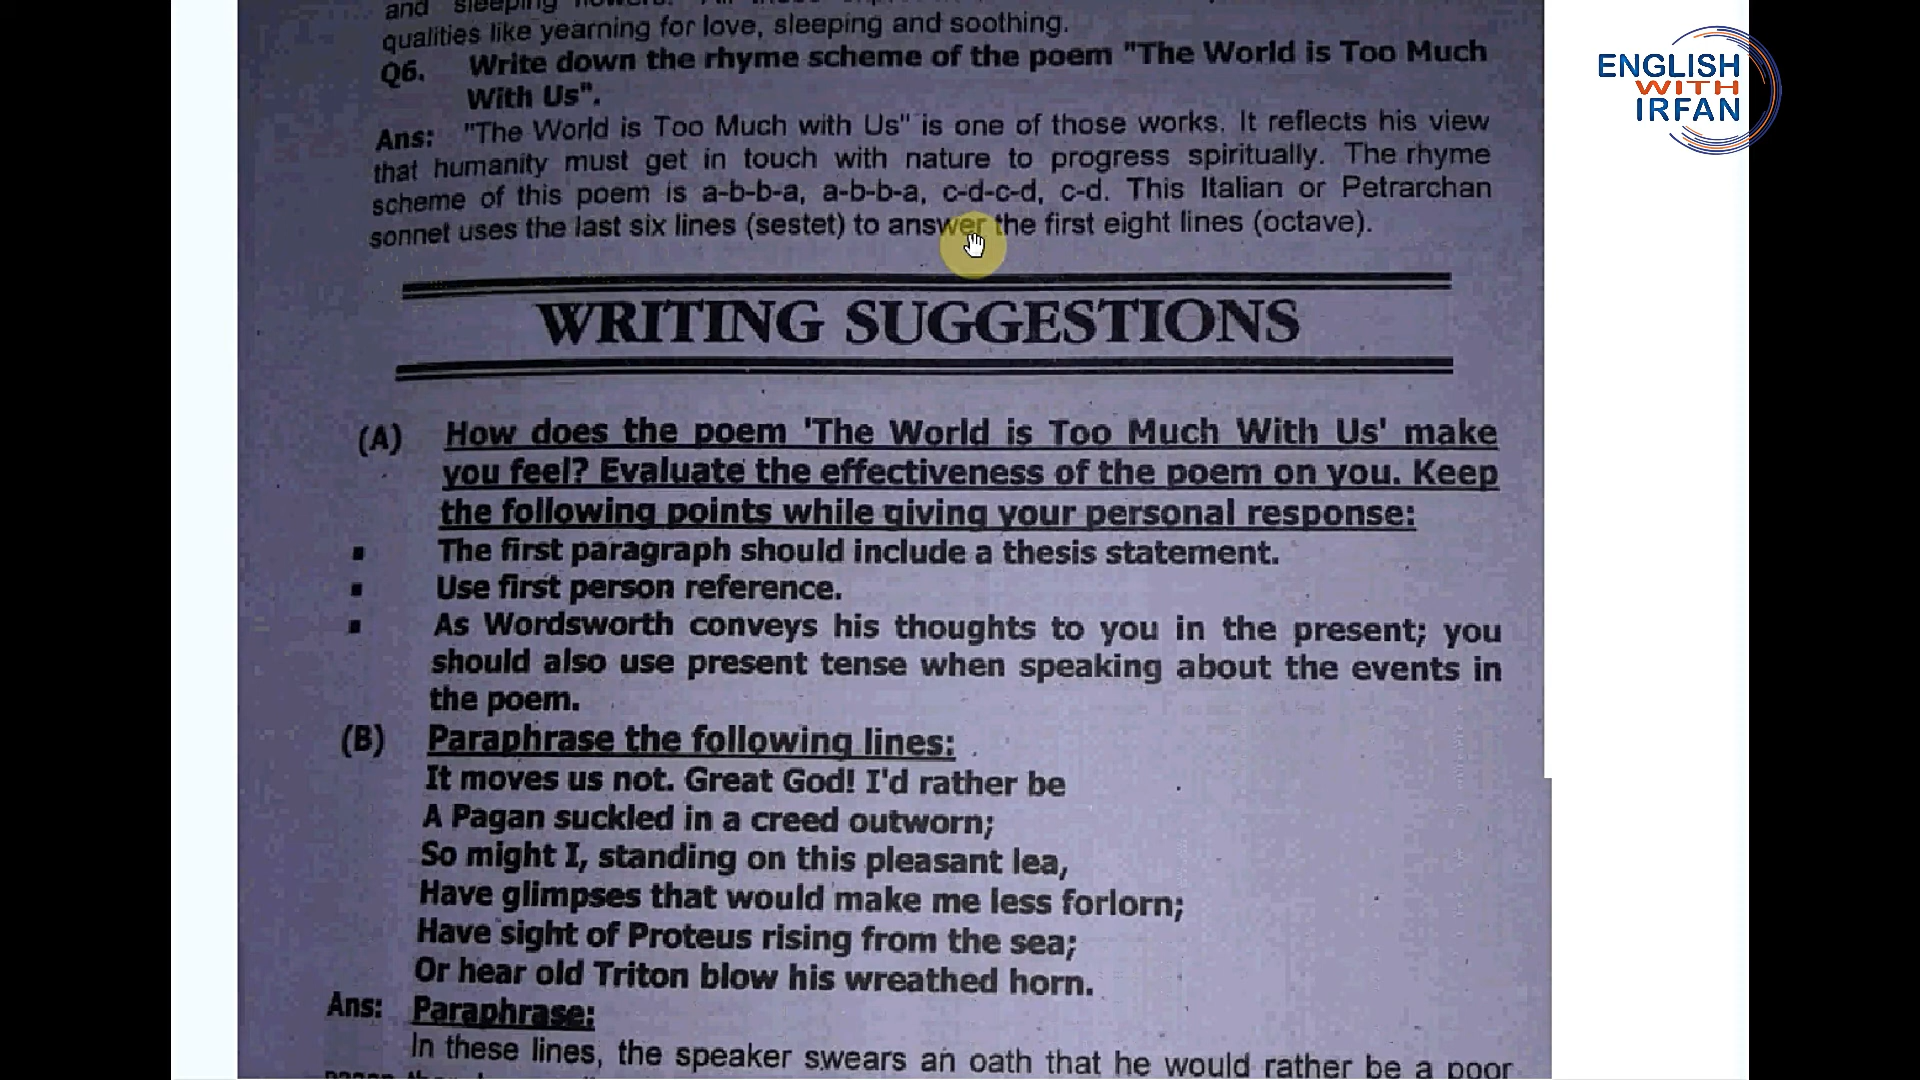 and sleeping
qualities like yearning for love, sleeping and soothing.
Q6. Write down the rhyme scheme of the poem "The World is Too Much
With Us".
Ans: "The World is Too Much with Us" is one of those works. It reflects his view
that humanity must get in touch with nature to progress spiritually. The rhyme
scheme of this poem is a-b-b-a, a-b-b-a, c-d-c-d, c-d. This Italian or Petrarchan
sonnet uses the last six lines (sestet) to answer the first eight lines (octave).
WRITING SUGGESTIONS
(A) How does the poem 'The World is Too Much With Us' make
you feel? Evaluate the effectiveness of the poem on you. Keep
the following points while giving your personal response:
▪ The first paragraph should include a thesis statement.
▪ Use first person reference.
▪ As Wordsworth conveys his thoughts to you in the present; you
should also use present tense when speaking about the events in
the poem.
(B) Paraphrase the following lines:
It moves us not. Great God! I'd rather be
A Pagan suckled in a creed outworn;
So might I, standing on this pleasant lea,
Have glimpses that would make me less forlorn;
Have sight of Proteus rising from the sea;
Or hear old Triton blow his wreathed horn.
Ans: Paraphrase:
In these lines, the speaker swears an oath that he would rather be a poor
ENGLISH
WITH
IRFAN